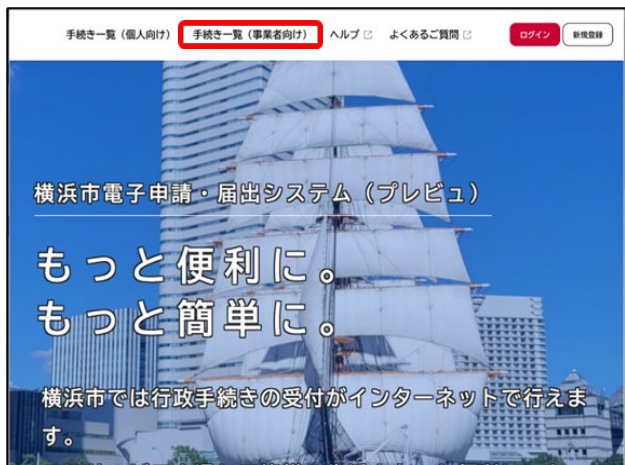 手続き一覧（個人向け） 手続き一覧（事業者向け） ヘルプ よくあるご質問 ログイン 新規登録
横浜市電子申請・届出システム（プレビュ）
もっと便利に。
もっと簡単に。
横浜市では行政手続きの受付がインターネットで行えま
す。